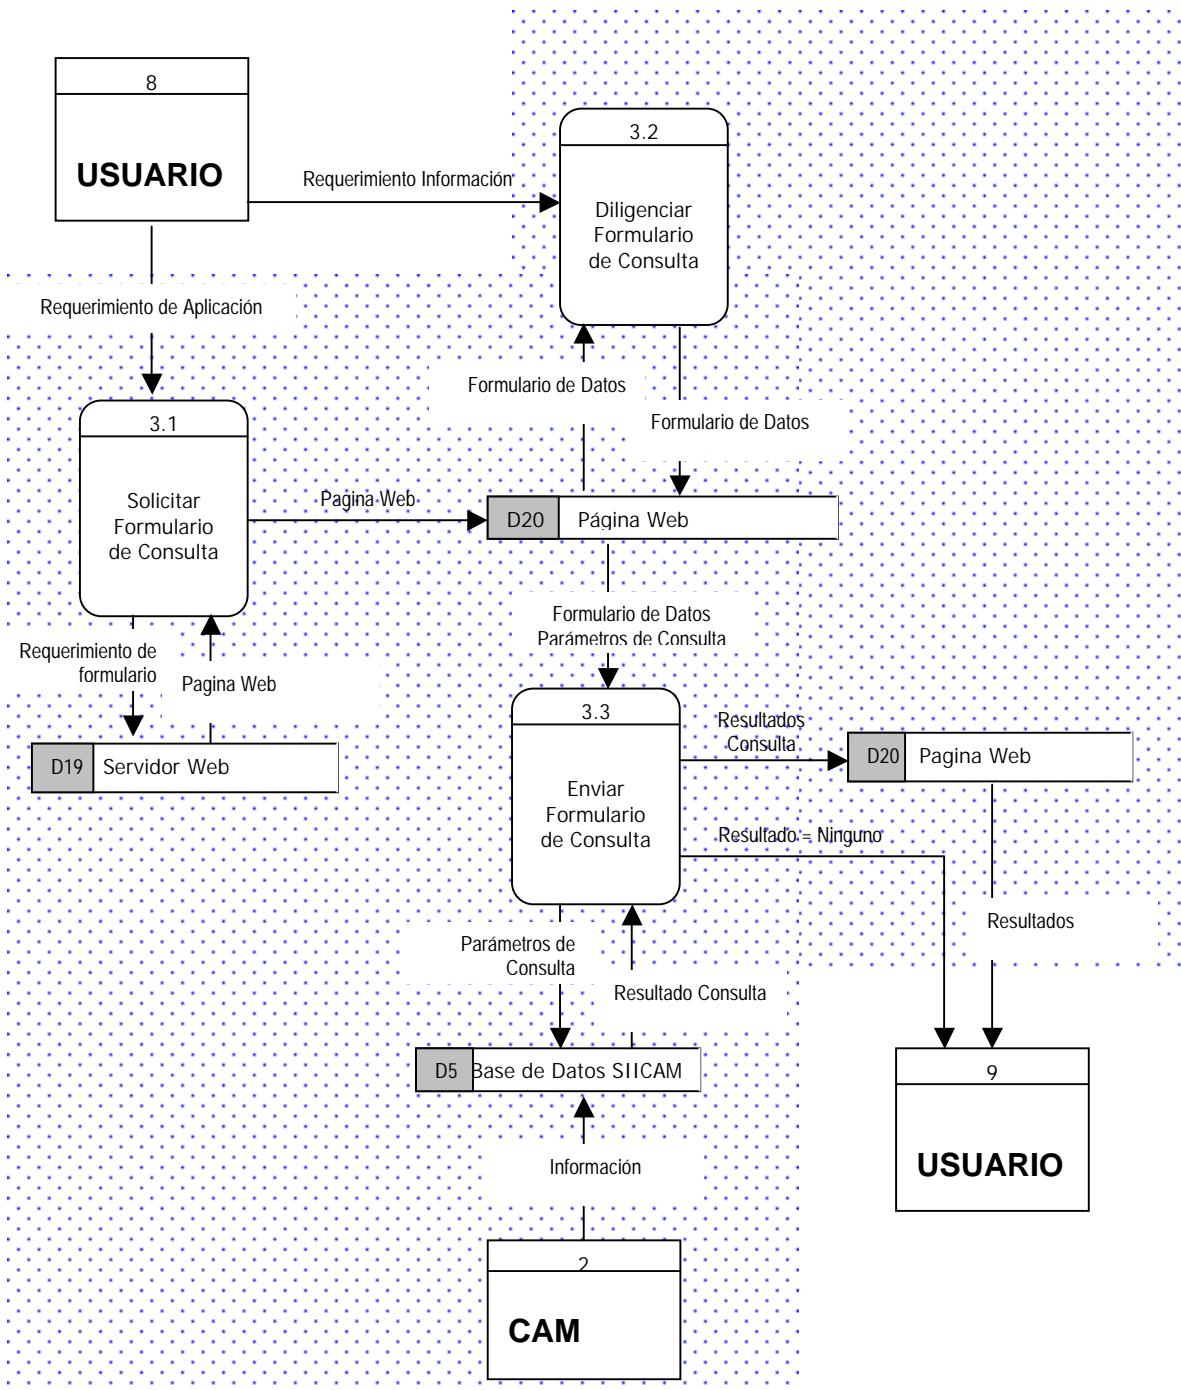 8
USUARIO
Requerimiento Información
3.2
Diligenciar
Formulario
de Consulta
Requerimiento de Aplicación
Formulario de Datos
Formulario de Datos
3.1
Solicitar
Formulario
de Consulta
Pagina Web
D20 Página Web
Formulario de Datos
Parámetros de Consulta
Requerimiento de
formulario
Pagina Web
D19 Servidor Web
3.3
Enviar
Formulario
de Consulta
Resultados
Consulta
D20 Pagina Web
Resultado = Ninguno
Resultados
Parámetros de
Consulta
Resultado Consulta
D5 Base de Datos SIICAM
9
USUARIO
Información
2
CAM